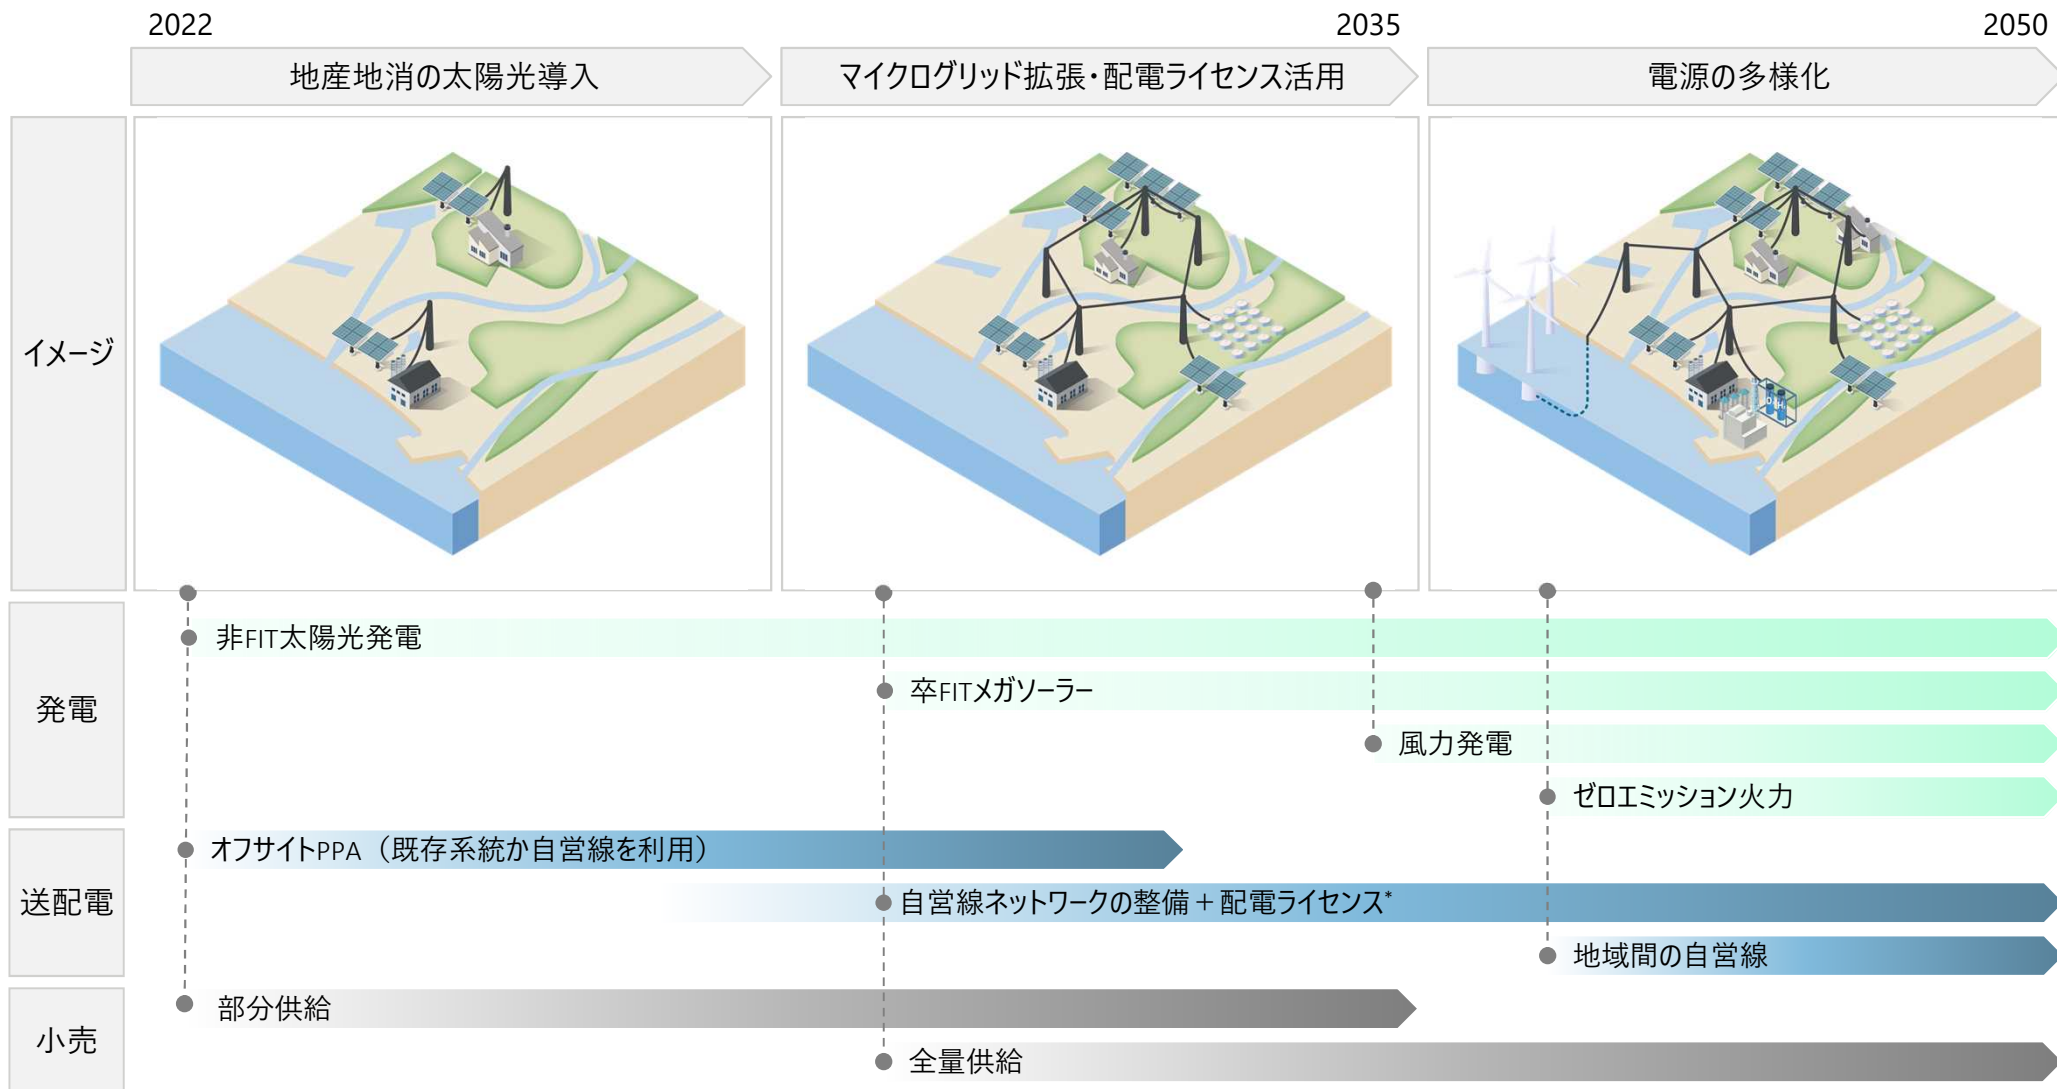 2022
2035
2050
地産地消の太陽光導入
マイクログリッド拡張・配電ライセンス活用
電源の多様化
イメージ
発電
非FIT太陽光発電
卒FITメガソーラー
風力発電
ゼロエミッション火力
送配電
オフサイトPPA（既存系統か自営線を利用）
自営線ネットワークの整備＋配電ライセンス*
地域間の自営線
小売
部分供給
全量供給